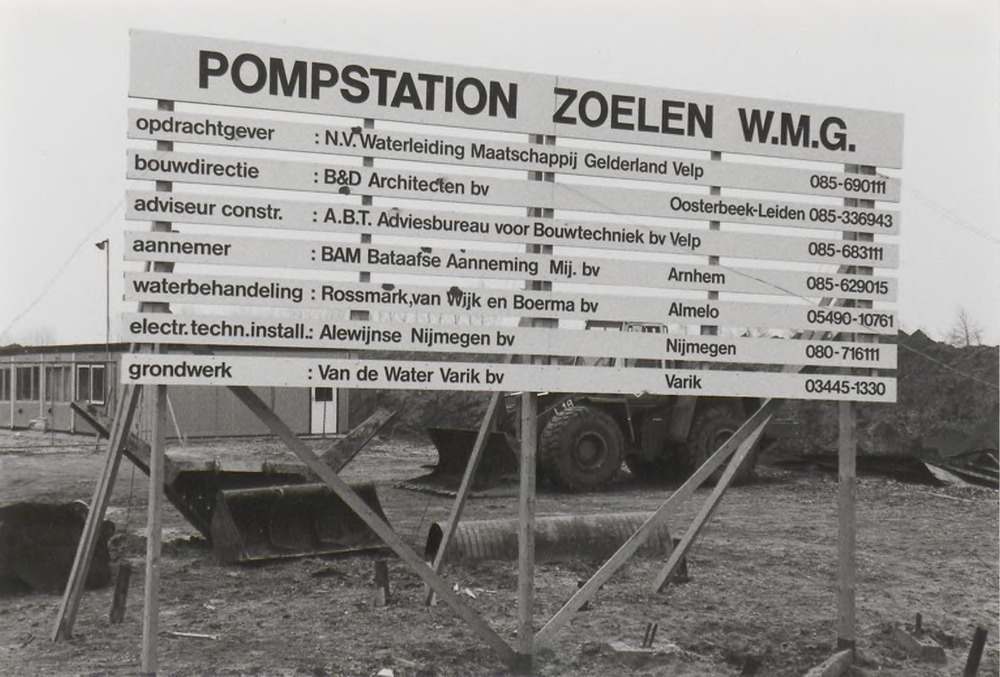 POMPSTATION ZOELEN W.M.G.
opdrachtgever : N.V. Waterleiding Maatschappij Gelderland Velp 085-690111
bouwdirectie : B&D Architecten bv Oosterbeek-Leiden 085-336943
adviseur constr. : A.B.T. Adviesbureau voor Bouwtechniek bv Velp 085-683111
aannemer : BAM Bataafse Aanneming Mij. bv Arnhem 085-629015
waterbehandeling : Rossmark,van Wijk en Boerma bv Almelo 05490-10761
electr.techn.install.: Alewijnse Nijmegen bv Nijmegen 080-716111
grondwerk : Van de Water Varik bv Varik 03445-1330
L18